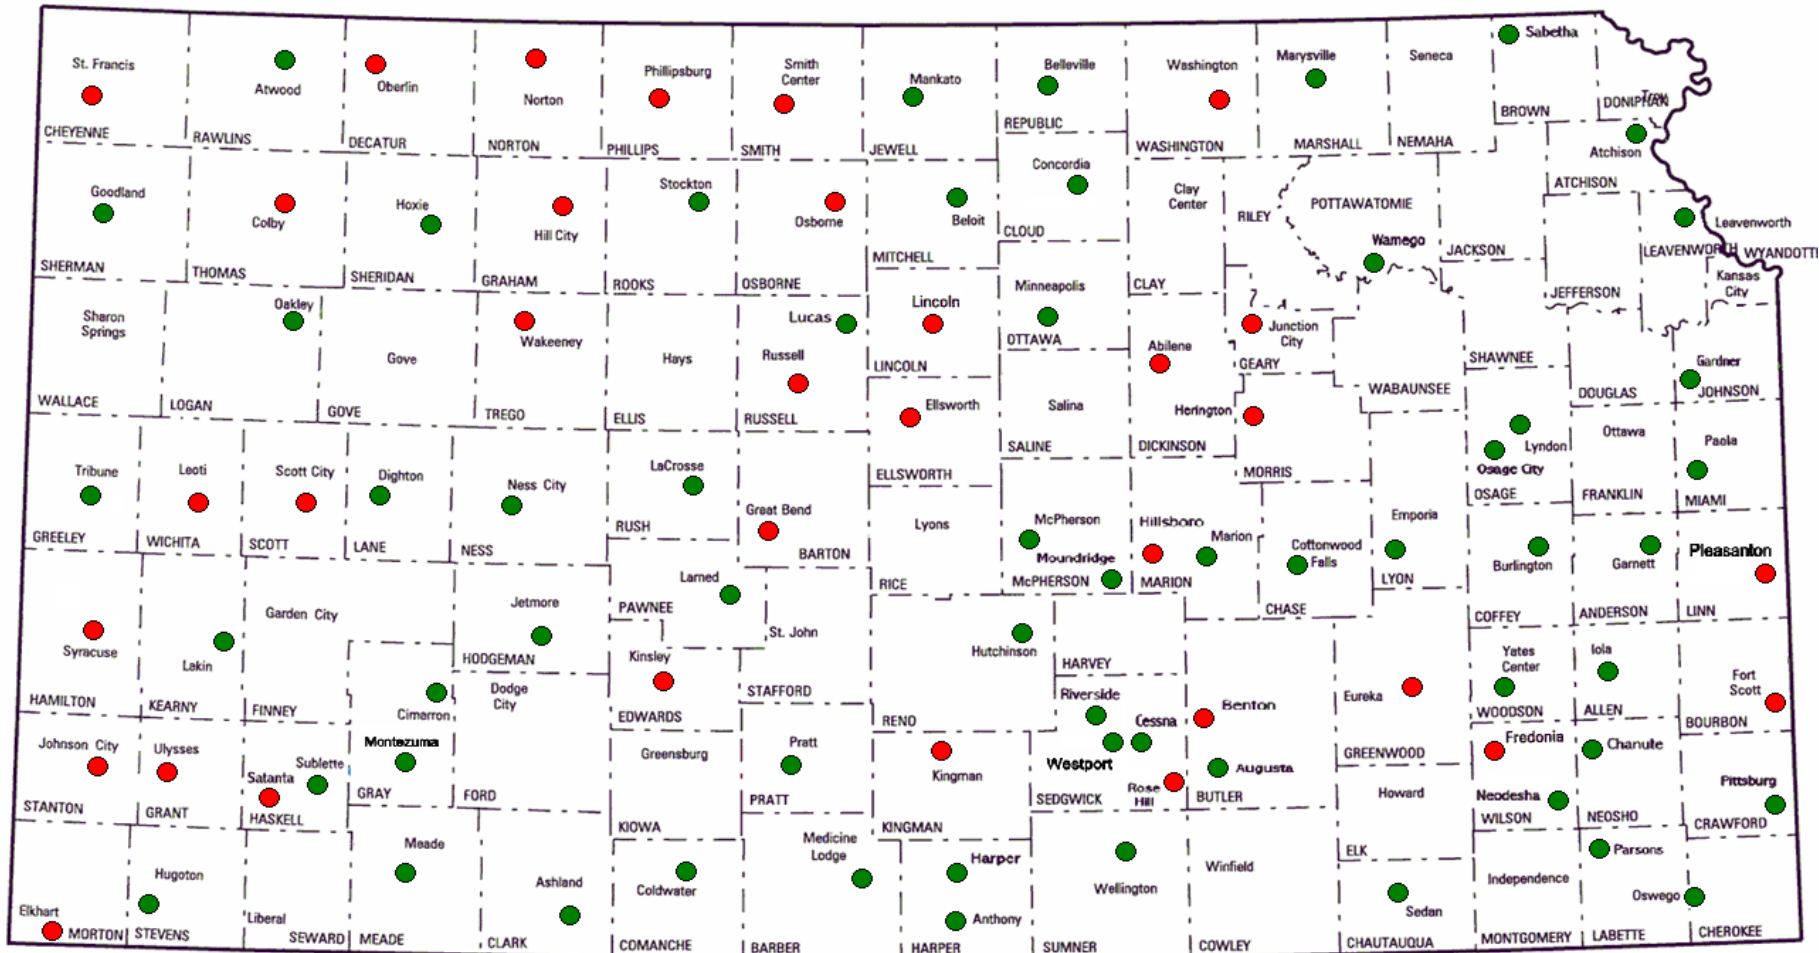 St. Francis
CHEYENNE
Atwood
RAWLINS
Oberlin
DECATUR
Norton
NORTON
Phillipsburg
PHILLIPS
Smith
Center
SMITH
Mankato
JEWELL
Belleville
REPUBLIC
Washington
WASHINGTON
Marysville
MARSHALL
Seneca
NEMAHA
Sabetha
BROWN
DONIPHAN
Troy
Goodland
SHERMAN
Colby
THOMAS
Hoxie
SHERIDAN
Hill City
GRAHAM
Stockton
ROOKS
Osborne
OSBORNE
Beloit
MITCHELL
Concordia
CLOUD
Clay
Center
CLAY
RILEY
POTTAWATOMIE
Wamego
JACKSON
Atchison
ATCHISON
JEFFERSON
Leavenworth
LEAVENWORTH
WYANDOTTE
Kansas
City
Sharon
Springs
WALLACE
Oakley
LOGAN
Gove
GOVE
Wakeeney
TREGO
Hays
ELLIS
Lucas
Russell
RUSSELL
Lincoln
LINCOLN
Ellsworth
ELLSWORTH
Minneapolis
OTTAWA
Salina
SALINE
Abilene
Herington
DICKINSON
Junction
City
GEARY
MORRIS
WABAUNSEE
SHAWNEE
DOUGLAS
Gardner
JOHNSON
Tribune
GREELEY
Leoti
WICHITA
Scott City
SCOTT
Dighton
LANE
Ness City
NESS
LaCrosse
RUSH
Great Bend
BARTON
Lyons
RICE
McPherson
Moundridge
McPHERSON
Hillsboro
Marion
MARION
Cottonwood
Falls
CHASE
Emporia
LYON
Lyndon
Osage City
OSAGE
Ottawa
FRANKLIN
Paola
MIAMI
Syracuse
HAMILTON
Lakin
KEARNY
Garden City
FINNEY
Jetmore
HODGEMAN
Larned
PAWNEE
Kinsley
EDWARDS
St. John
STAFFORD
Hutchinson
RENO
HARVEY
Burlington
COFFEY
Garnett
ANDERSON
Pleasanton
LINN
Johnson City
STANTON
Ulysses
GRANT
Satanta
Sublette
HASKELL
Cimarron
Montezuma
GRAY
Dodge
City
FORD
Greensburg
KIOWA
Pratt
PRATT
Kingman
KINGMAN
Riverside
Cessna
Westport
Rose
Hill
SEDGWICK
Benton
Augusta
BUTLER
Eureka
GREENWOOD
Yates
Center
WOODSON
Iola
ALLEN
Fort
Scott
BOURBON
Fredonia
Neodesha
WILSON
Chanute
NEOSHO
Pittsburg
CRAWFORD
Elkhart
MORTON
Hugoton
STEVENS
Liberal
SEWARD
Meade
MEADE
Ashland
CLARK
Coldwater
COMANCHE
Medicine
Lodge
BARBER
Harper
Anthony
HARPER
Wellington
SUMNER
Winfield
COWLEY
Howard
ELK
Sedan
CHAUTAUQUA
Independence
MONTGOMERY
Parsons
Oswego
LABETTE
CHEROKEE